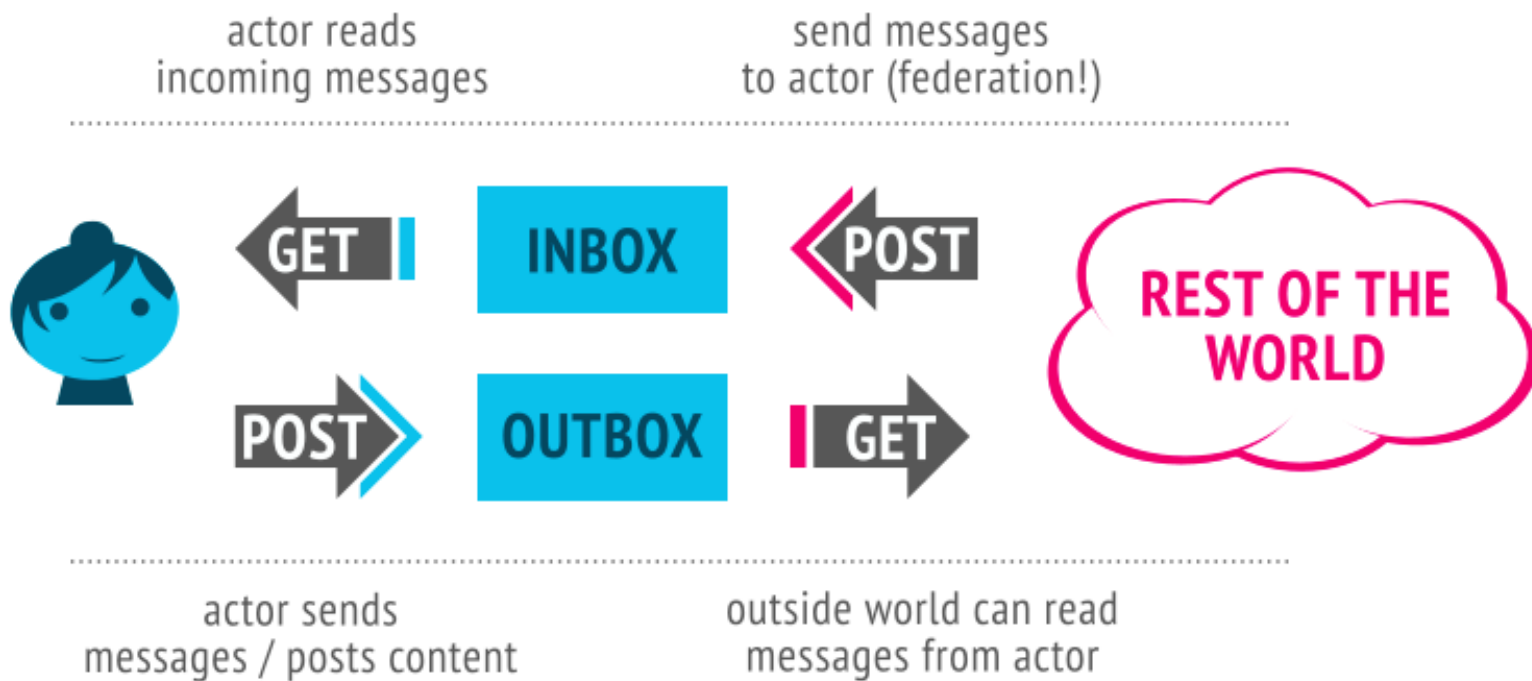 actor reads
incoming messages
send messages
to actor (federation!)
GET
INBOX
POST
REST OF THE
WORLD
POST
OUTBOX
GET
actor sends
messages / posts content
outside world can read
messages from actor